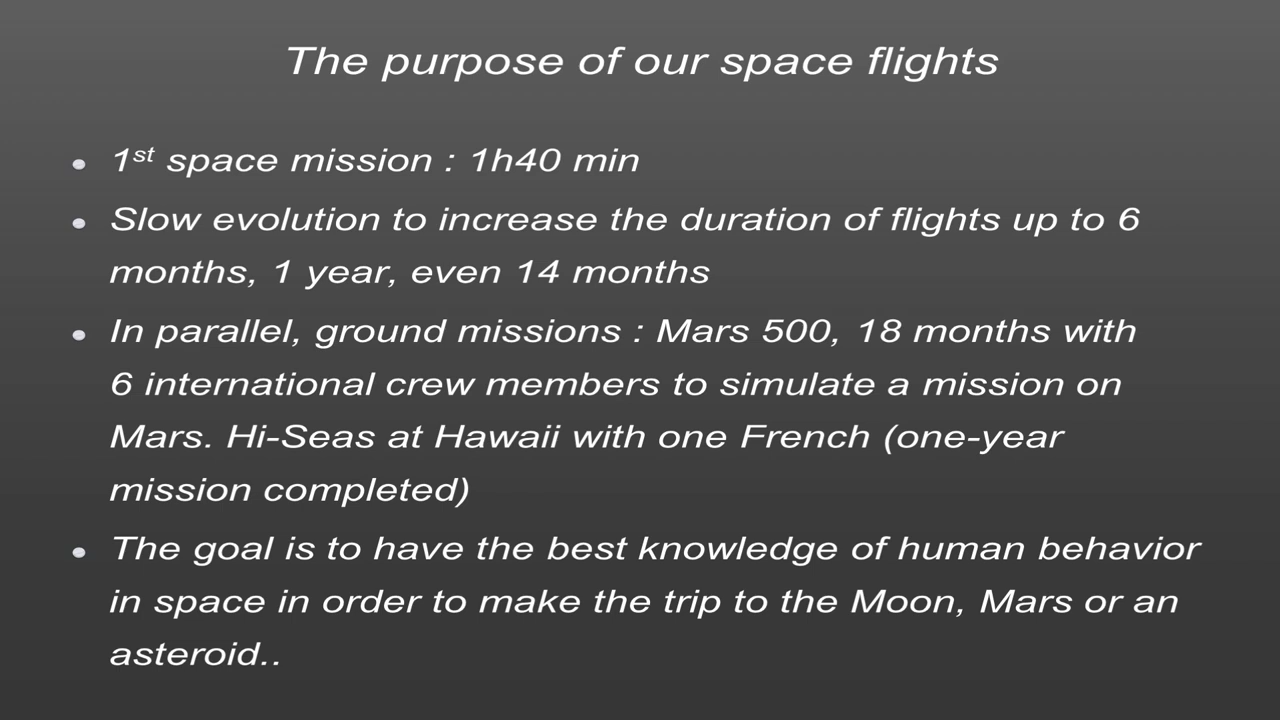 The purpose of our space flights
• 1st space mission : 1h40 min
• Slow evolution to increase the duration of flights up to 6
months, 1 year, even 14 months
• In parallel, ground missions : Mars 500, 18 months with
6 international crew members to simulate a mission on
Mars. Hi-Seas at Hawaii with one French (one-year
mission completed)
• The goal is to have the best knowledge of human behavior
in space in order to make the trip to the Moon, Mars or an
asteroid..